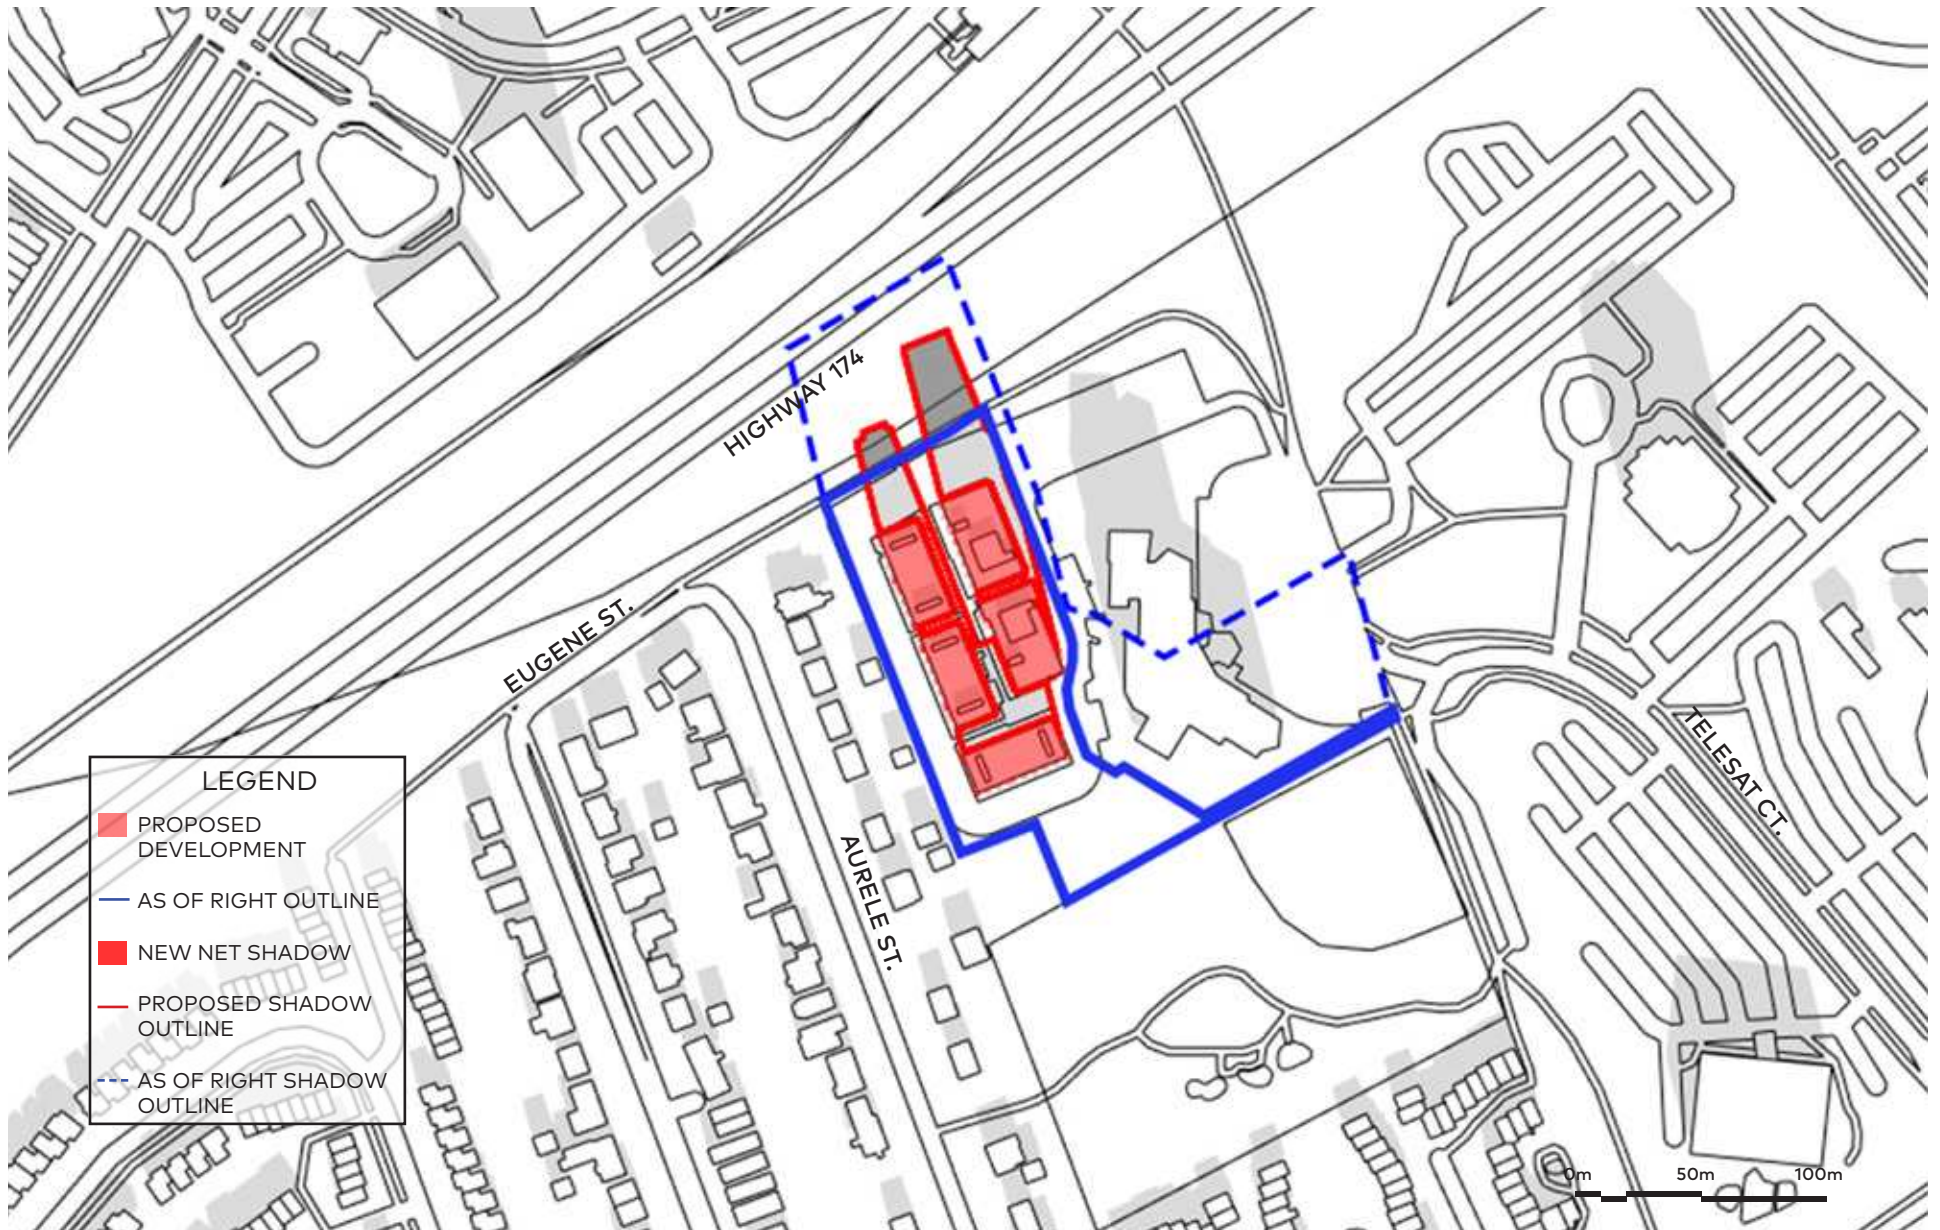 HIGHWAY 174
EUGENE ST.
AURELE ST.
TELESAT CT.
LEGEND
PROPOSED
DEVELOPMENT
AS OF RIGHT OUTLINE
NEW NET SHADOW
PROPOSED SHADOW
OUTLINE
AS OF RIGHT SHADOW
OUTLINE
0m 50m 100m